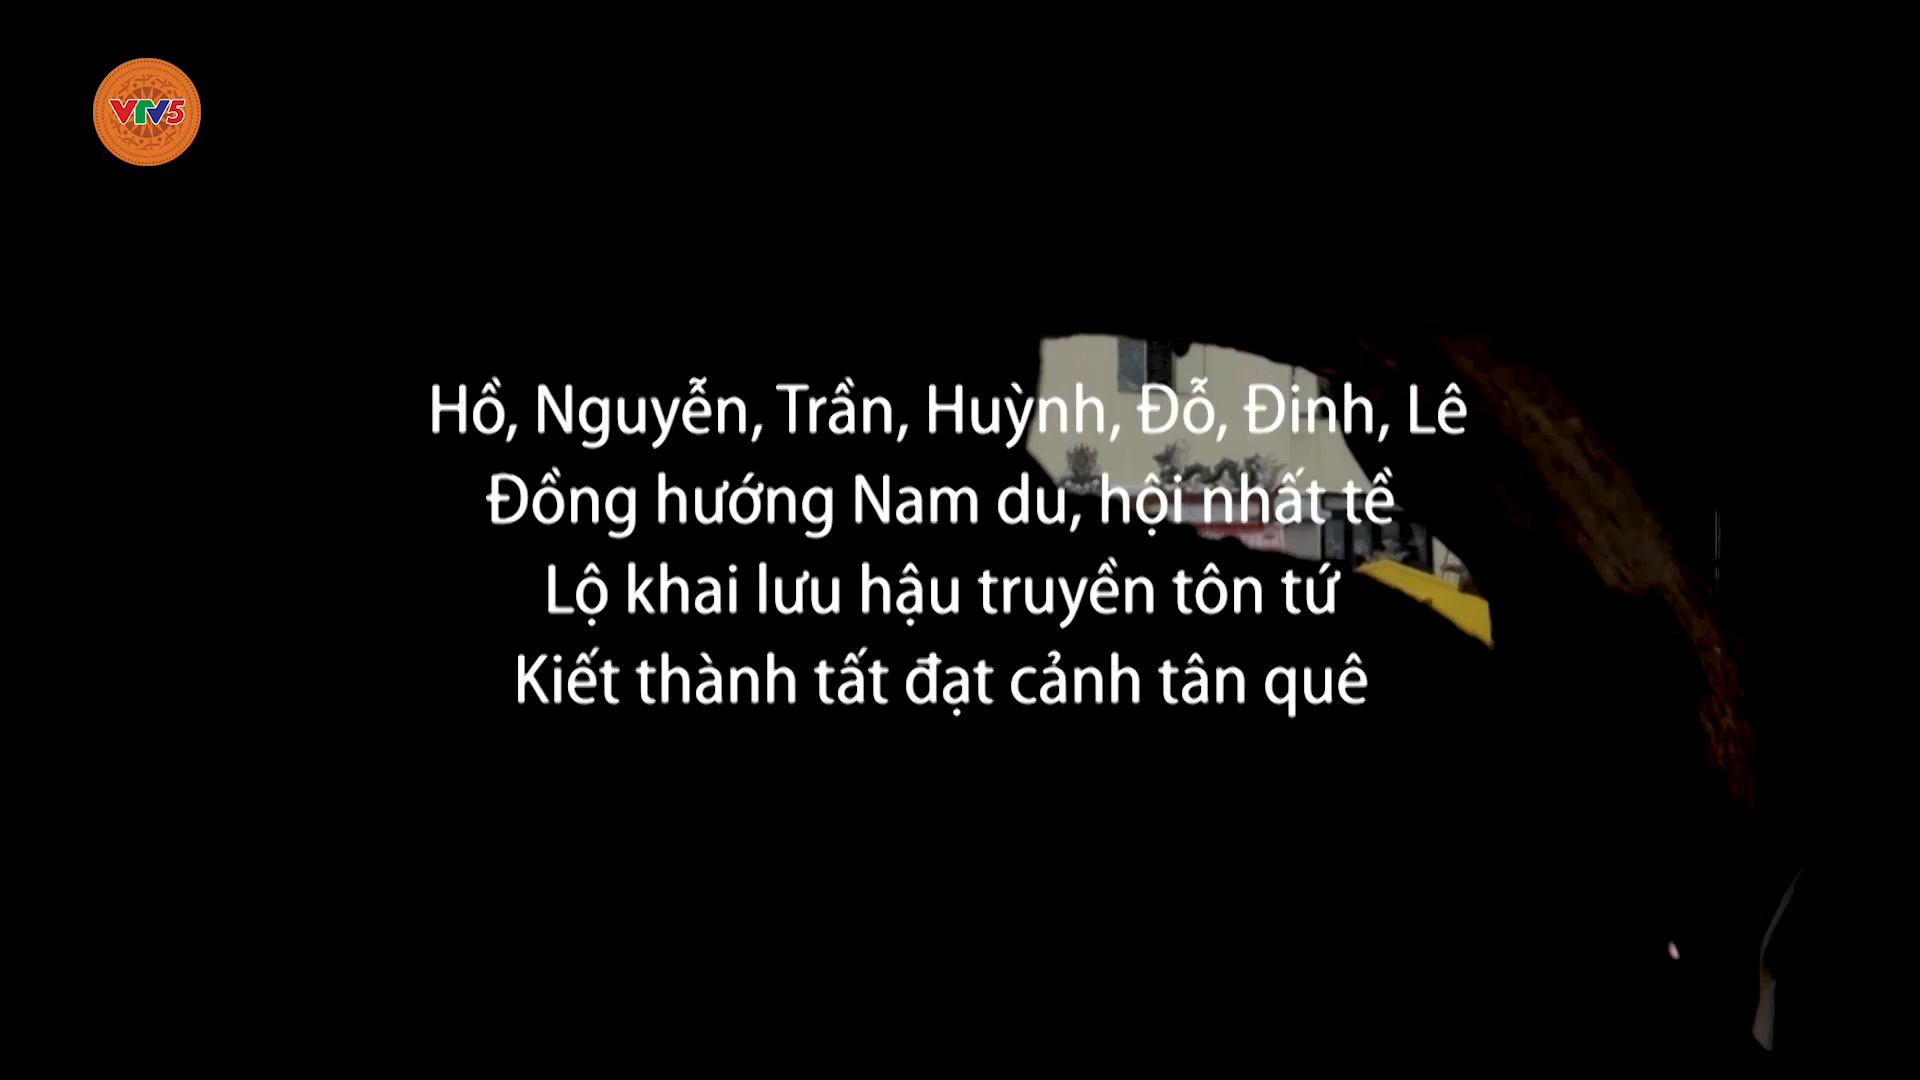 VTV5
Hồ, Nguyễn, Trần, Huỳnh, Đỗ, Đinh, Lê
Đồng hướng Nam du, hội nhất tề
Lộ khai lưu hậu truyền tôn tứ
Kiết thành tất đạt cảnh tân quê